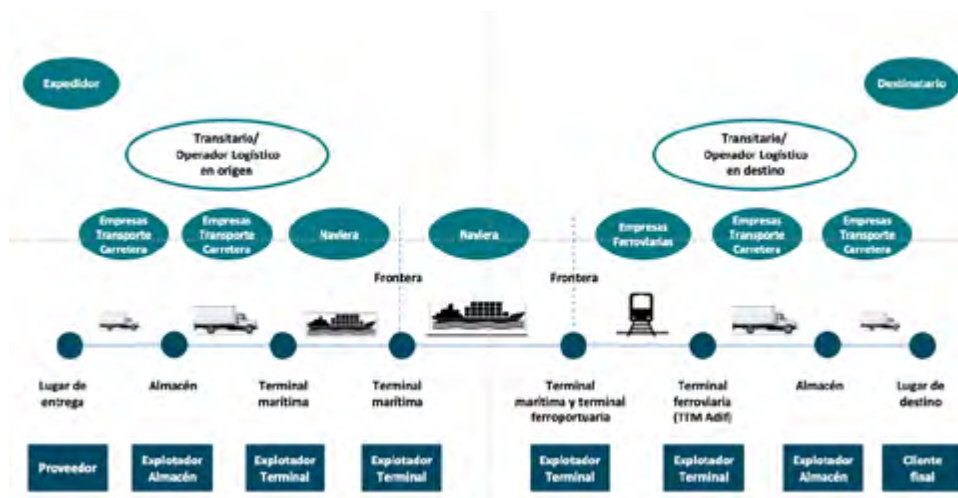 Expedidor
Destinatario
Transitario/
Operador Logístico
en origen
Transitario/
Operador Logístico
en destino
Empresas
Transporte
Carretera
Empresas
Transporte
Carretera
Naviera
Naviera
Empresas
Ferroviarias
Empresas
Transporte
Carretera
Empresas
Transporte
Carretera
Frontera
Frontera
Lugar de
entrega
Almacén
Terminal
marítima
Terminal
marítima
Terminal
marítima y terminal
ferroportuaria
Terminal
ferroviaria
(TTM Adif)
Almacén
Lugar de
destino
Proveedor
Explotador
Almacén
Explotador
Terminal
Explotador
Terminal
Explotador
Terminal
Explotador
Terminal
Explotador
Almacén
Cliente
final